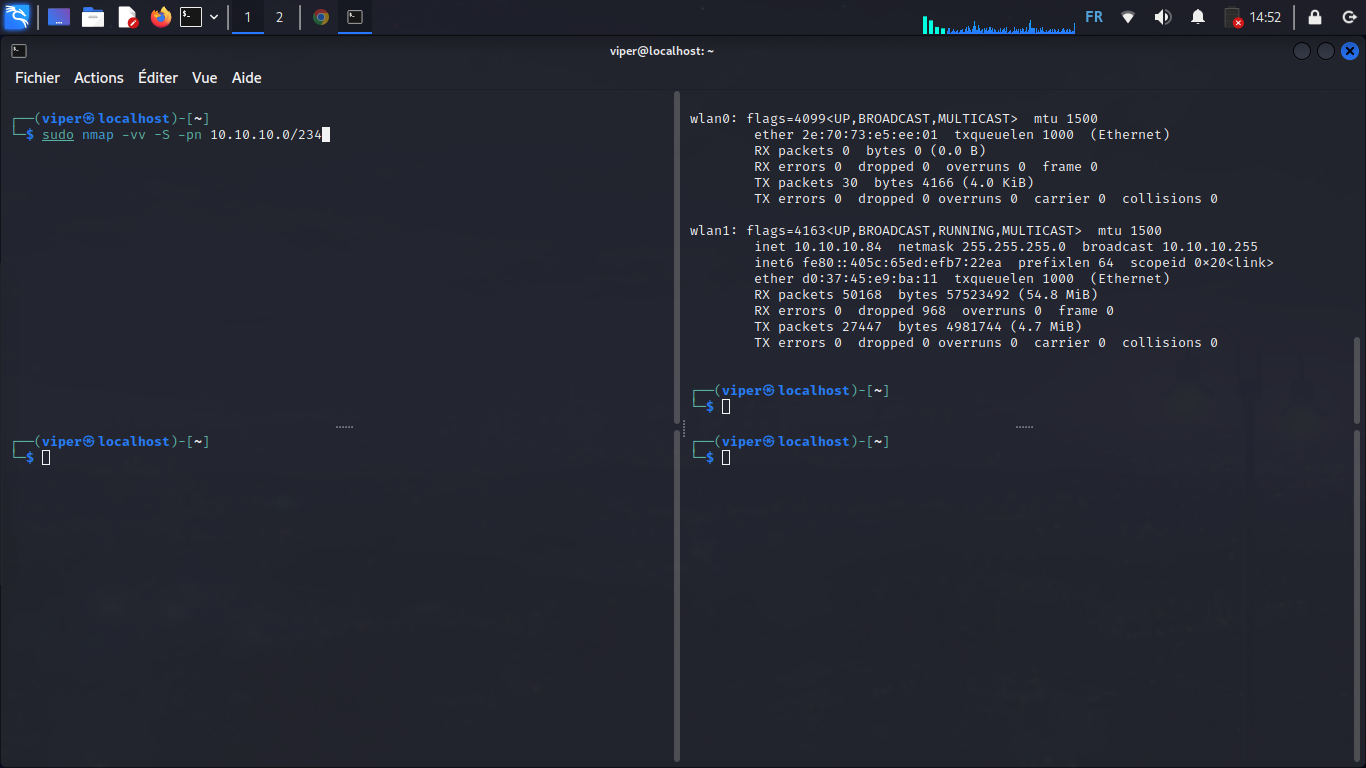 1 2 FR 14:52
viper@localhost: ~
Fichier Actions Éditer Vue Aide
┌──(viper㉿localhost)-[~]
└─$ sudo nmap -vv -S -pn 10.10.10.0/234
wlan0: flags=4099<UP,BROADCAST,MULTICAST> mtu 1500
ether 2e:70:73:e5:ee:01 txqueuelen 1000 (Ethernet)
RX packets 0 bytes 0 (0.0 B)
RX errors 0 dropped 0 overruns 0 frame 0
TX packets 30 bytes 4166 (4.0 KiB)
TX errors 0 dropped 0 overruns 0 carrier 0 collisions 0
wlan1: flags=4163<UP,BROADCAST,RUNNING,MULTICAST> mtu 1500
inet 10.10.10.84 netmask 255.255.255.0 broadcast 10.10.10.255
inet6 fe80::405c:65ed:efb7:22ea prefixlen 64 scopeid 0×20<link>
ether d0:37:45:e9:ba:11 txqueuelen 1000 (Ethernet)
RX packets 50168 bytes 57523492 (54.8 MiB)
RX errors 0 dropped 968 overruns 0 frame 0
TX packets 27447 bytes 4981744 (4.7 MiB)
TX errors 0 dropped 0 overruns 0 carrier 0 collisions 0
┌──(viper㉿localhost)-[~]
└─$
┌──(viper㉿localhost)-[~]
└─$
┌──(viper㉿localhost)-[~]
└─$